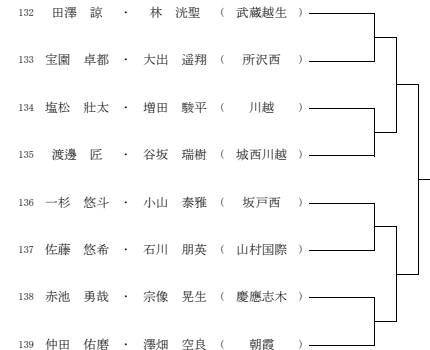 132 田澤 諒 ・ 林 洸聖 ( 武蔵越生 )
133 宝園 卓都 ・ 大出 遥翔 ( 所沢西 )
134 塩松 壯太 ・ 増田 駿平 ( 川越 )
135 渡邊 匠 ・ 谷坂 瑞樹 ( 城西川越 )
136 一杉 悠斗 ・ 小山 泰雅 ( 坂戸西 )
137 佐藤 悠希 ・ 石川 朋英 ( 山村国際 )
138 赤池 勇哉 ・ 宗像 晃生 ( 慶應志木 )
139 仲田 佑磨 ・ 澤畑 空良 ( 朝霞 )